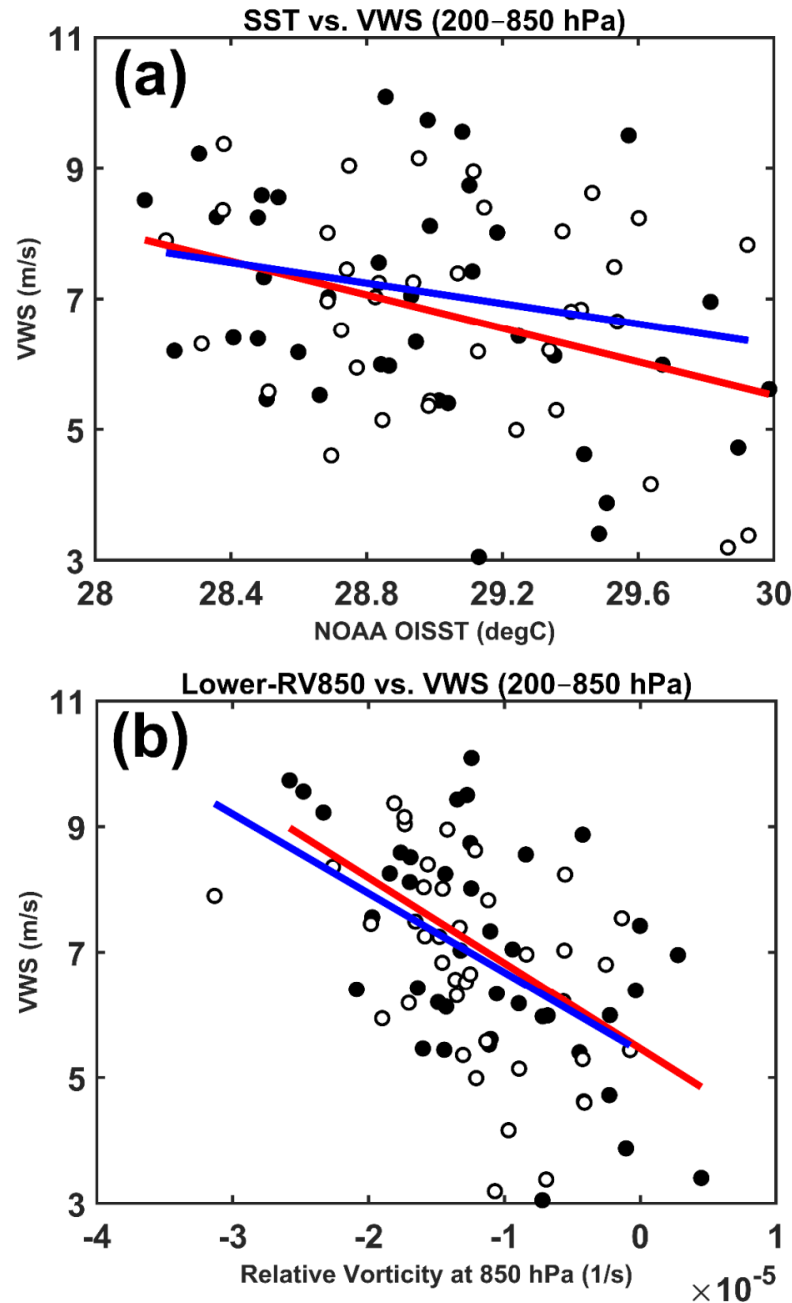 SST vs. VWS (200−850 hPa)
(a)
11
9
7
5
3
VWS (m/s)
28 28.4 28.8 29.2 29.6 30
NOAA OISST (degC)
Lower-RV850 vs. VWS (200−850 hPa)
(b)
11
9
7
5
3
VWS (m/s)
-4 -3 -2 -1 0 1
Relative Vorticity at 850 hPa (1/s)
×10⁻⁵